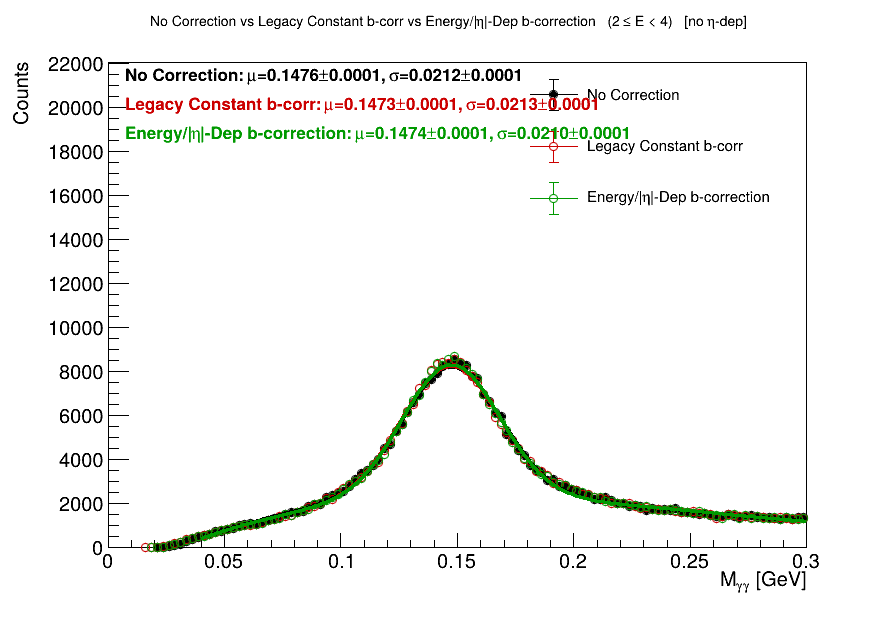 No Correction vs Legacy Constant b-corr vs Energy/|η|-Dep b-correction (2 ≤ E < 4) [no η-dep]
Counts
22000
20000
18000
16000
14000
12000
10000
8000
6000
4000
2000
0
No Correction: μ=0.1476±0.0001, σ=0.0212±0.0001
Legacy Constant b-corr: μ=0.1473±0.0001, σ=0.0213±0.0001
Energy/|η|-Dep b-correction: μ=0.1474±0.0001, σ=0.0210±0.0001
No Correction
Legacy Constant b-corr
Energy/|η|-Dep b-correction
0 0.05 0.1 0.15 0.2 0.25 0.3
Mγγ [GeV]